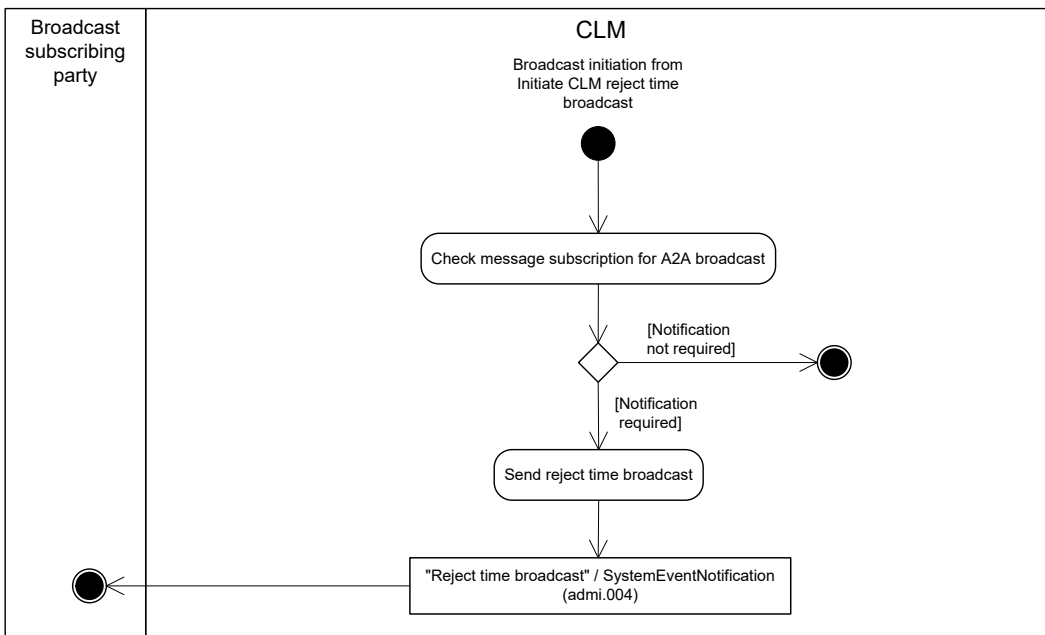 Broadcast
subscribing
party
CLM
Broadcast initiation from
Initiate CLM reject time
broadcast
Check message subscription for A2A broadcast
[Notification
not required]
[Notification
required]
Send reject time broadcast
"Reject time broadcast" / SystemEventNotification
(admi.004)